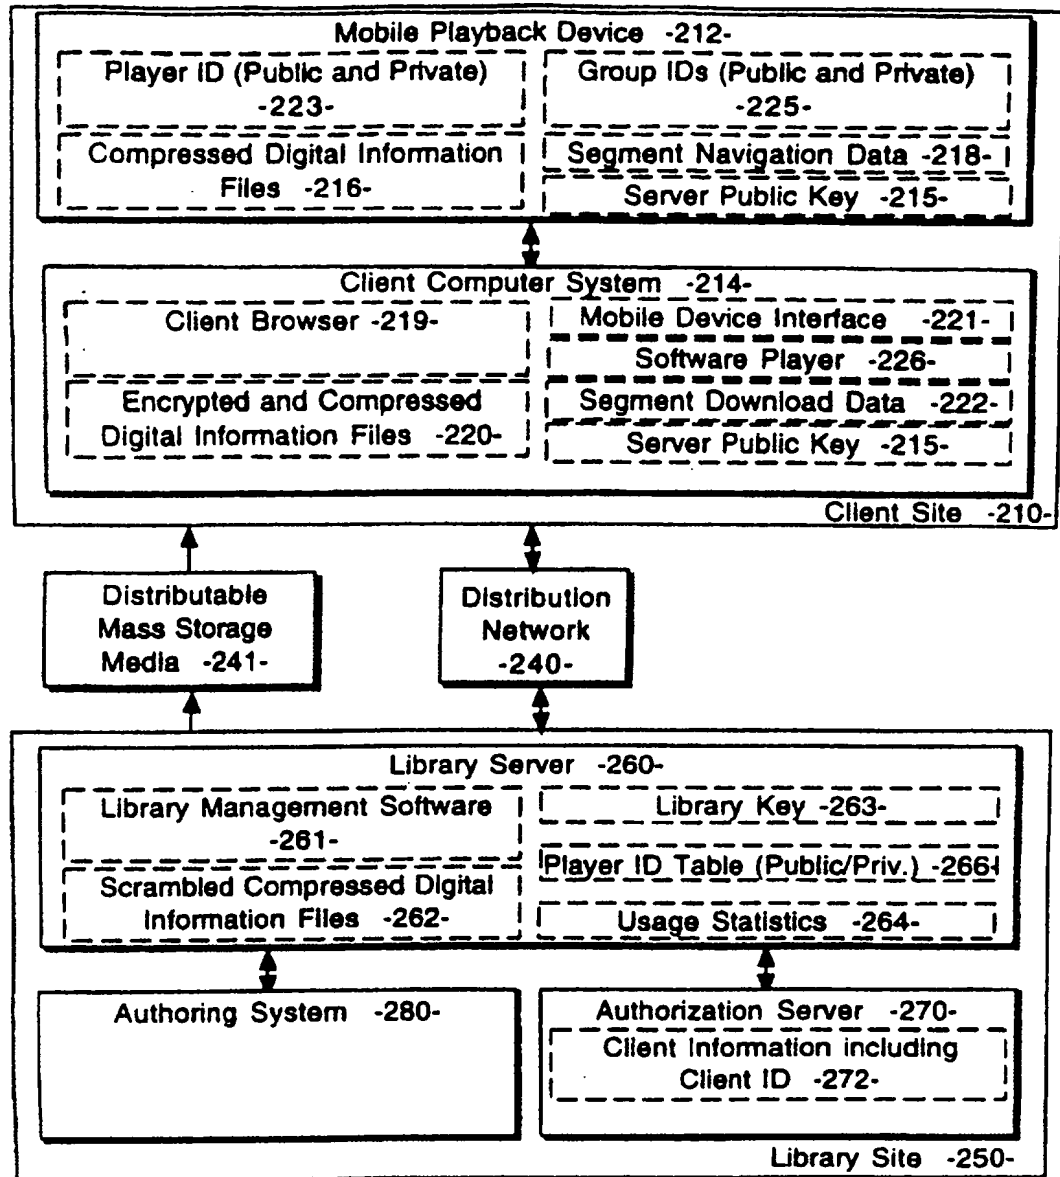 Mobile Playback Device -212-
Player ID (Public and Private)
-223-
Group IDs (Public and Private)
-225-
Compressed Digital Information
Files -216-
Segment Navigation Data -218-
Server Public Key -215-
Client Computer System -214-
Client Browser -219-
Mobile Device Interface -221-
Software Player -226-
Encrypted and Compressed
Digital Information Files -220-
Segment Download Data -222-
Server Public Key -215-
Client Site -210-
Distributable
Mass Storage
Media -241-
Distribution
Network
-240-
Library Server -260-
Library Management Software
-261-
Library Key -263-
Player ID Table (Public/Priv.) -266-
Scrambled Compressed Digital
Information Files -262-
Usage Statistics -264-
Authoring System -280-
Authorization Server -270-
Client Information including
Client ID -272-
Library Site -250-